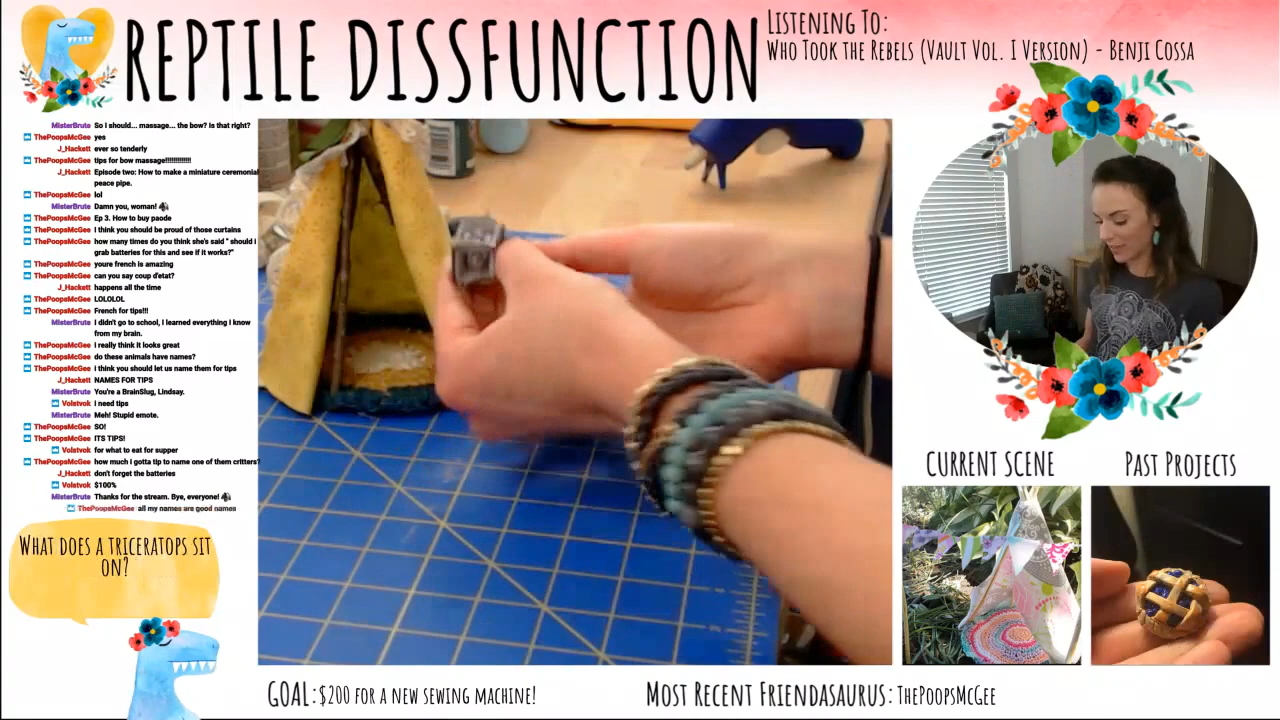 REPTILE DISSFUNCTION
LISTENING TO:
WHO TOOK THE REBELS (VAULT VOL. I VERSION) - BENJI COSSA
MisterBrute So I should... massage... the bow? Is that right?
ThePoopsMcGee yes
J_Hackett ever so tenderly
ThePoopsMcGee tips for bow massage!!!!!!!!!!!!!
J_Hackett Episode two: How to make a miniature ceremonial
peace pipe.
ThePoopsMcGee lol
MisterBrute Damn you, woman!
ThePoopsMcGee Ep 3. How to buy paode
ThePoopsMcGee I think you should be proud of those curtains
ThePoopsMcGee how many times do you think she's said " should i
grab batteries for this and see if it works?"
ThePoopsMcGee youre french is amazing
ThePoopsMcGee can you say coup d'etat?
J_Hackett happens all the time
ThePoopsMcGee LOLOLOL
ThePoopsMcGee French for tips!!!
MisterBrute I didn't go to school, I learned everything I know
from my brain.
ThePoopsMcGee i really think it looks great
ThePoopsMcGee do these animals have names?
ThePoopsMcGee i think you should let us name them for tips
J_Hackett NAMES FOR TIPS
MisterBrute You're a BrainSlug, Lindsay.
Volstvok i need tips
MisterBrute Meh! Stupid emote.
ThePoopsMcGee SO!
ThePoopsMcGee ITS TIPS!
Volstvok for what to eat for supper
ThePoopsMcGee how much i gotta tip to name one of them critters?
J_Hackett don't forget the batteries
Volstvok $100%
MisterBrute Thanks for the stream. Bye, everyone!
ThePoopsMcGee all my names are good names
WHAT DOES A TRICERATOPS SIT
ON?
CURRENT SCENE
PAST PROJECTS
GOAL: $200 FOR A NEW SEWING MACHINE!
MOST RECENT FRIENDASAURUS: THEPOOPSMCGEE